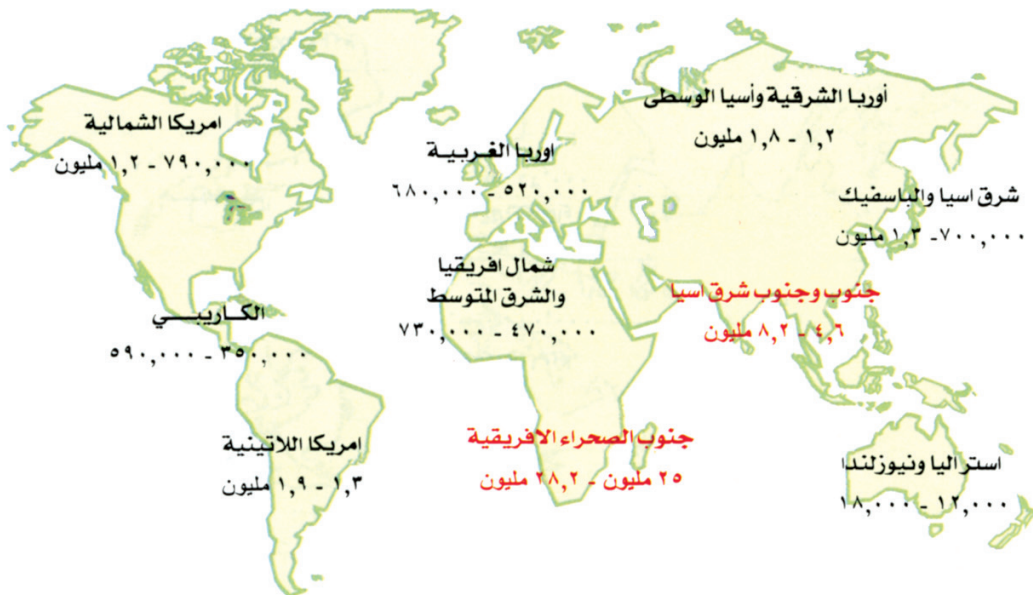 أوربا الشرقية وأسيا الوسطى
١,٢ - ١,٨ مليون
امريكا الشمالية
٧٩٠,٠٠٠ - ١,٢ مليون
اوربا الغـربيـة
٥٢٠,٠٠٠ - ٦٨٠,٠٠٠
شرق اسيا والباسفيك
٧٠٠,٠٠٠- ١,٣ مليون
شمال افريقيا
والشرق المتوسط
٤٧٠,٠٠٠ - ٧٣٠,٠٠٠
جنوب وجنوب شرق اسيا
٤,٦ - ٨,٢ مليون
الكـاريبـــي
٣٥٠,٠٠٠ - ٥٩٠,٠٠٠
جنوب الصحراء الافريقية
٢٥ مليون - ٢٨,٢ مليون
امريكا اللاتينية
١,٣ - ١,٩ مليون
استراليا ونيوزلندا
١٢,٠٠٠ - ١٨,٠٠٠